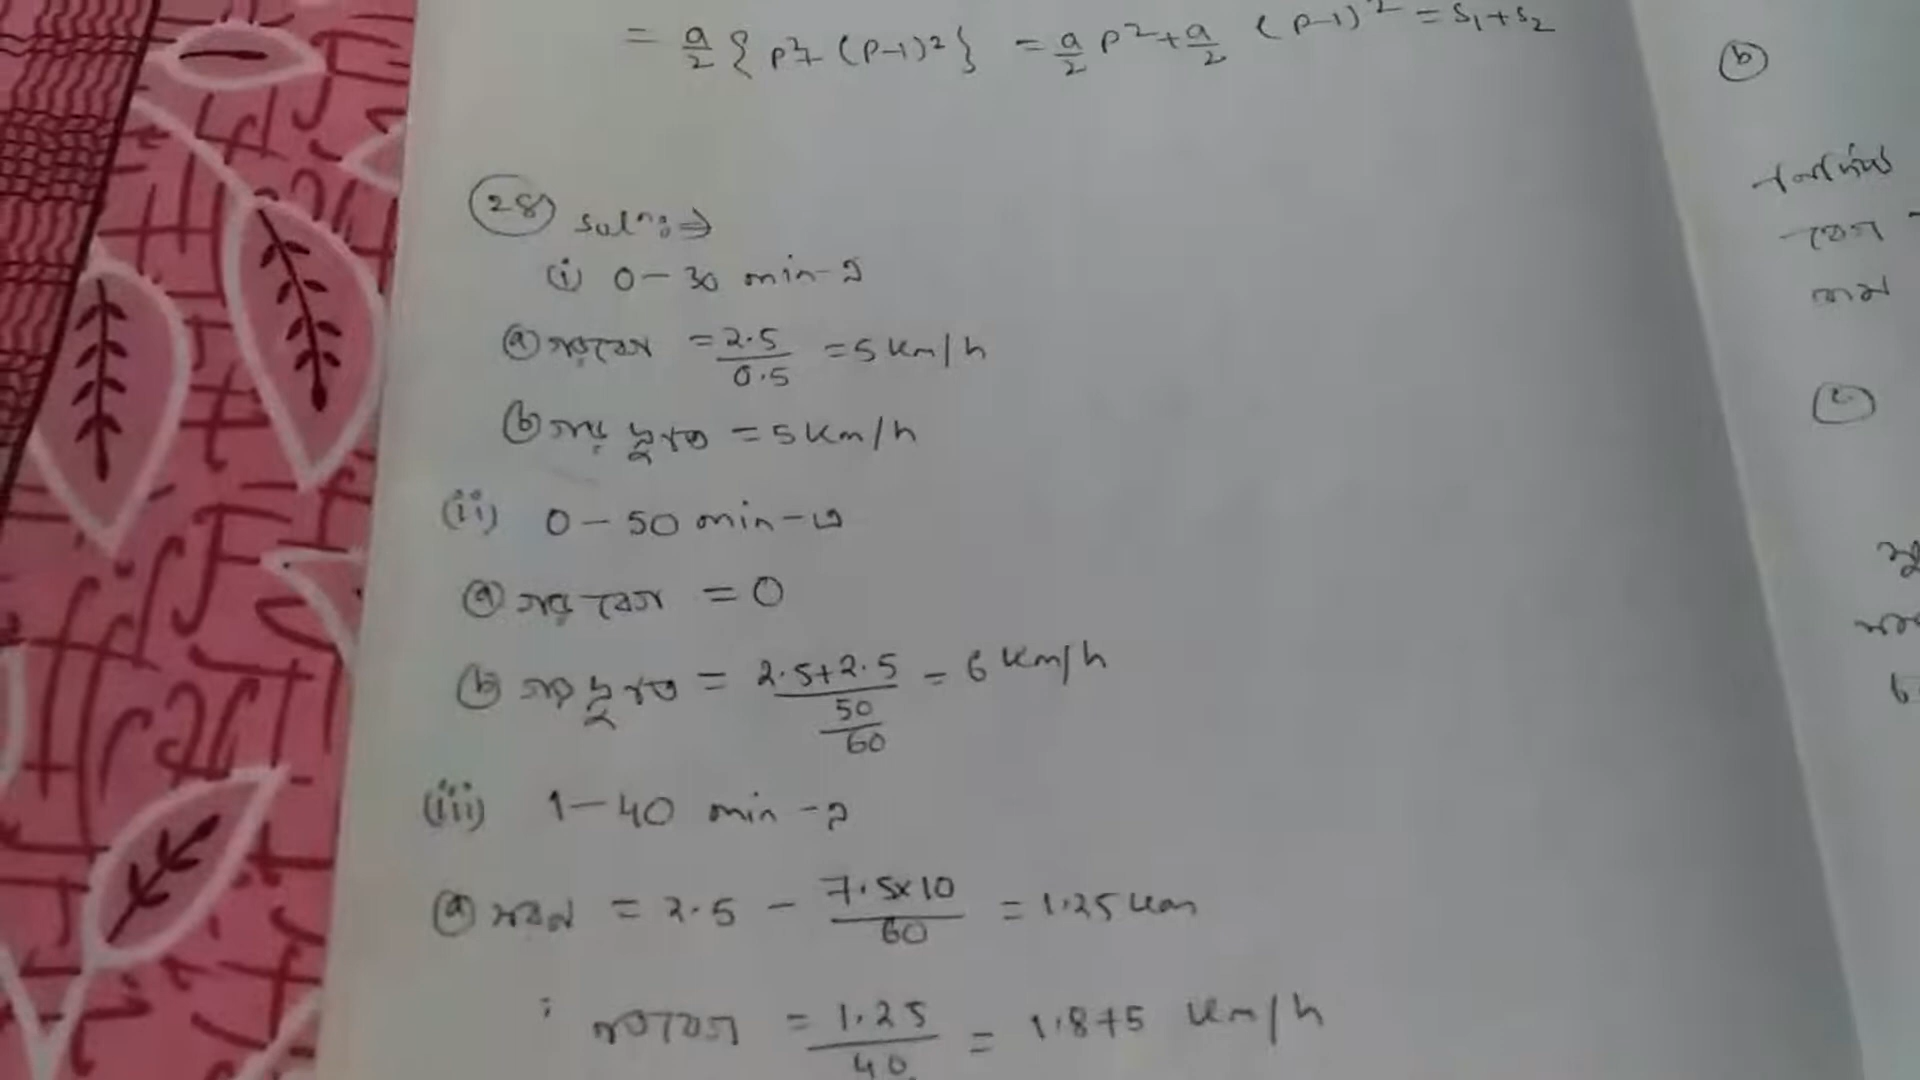 = a/2 { p² + (p-1)² } = a/2 p² + a/2 (p-1)² = s₁+s₂
(28) Solⁿ: ⇒
(i) 0 – 30 min-এ
(a) গড়বেগ = 2.5/0.5 = 5 km/h
(b) গড় দ্রুতি = 5 km/h
(ii) 0 – 50 min-এ
(a) গড় বেগ = 0
(b) গড় দ্রুতি = (2.5+2.5)/(50/60) = 6 km/h
(iii) 1 – 40 min-এ
(a) সরন = 2.5 - (7.5×10)/60 = 1.25 km
∴ গড়বেগ = 1.25/40 = 1.875 km/h
(b)
বেগ
(c)